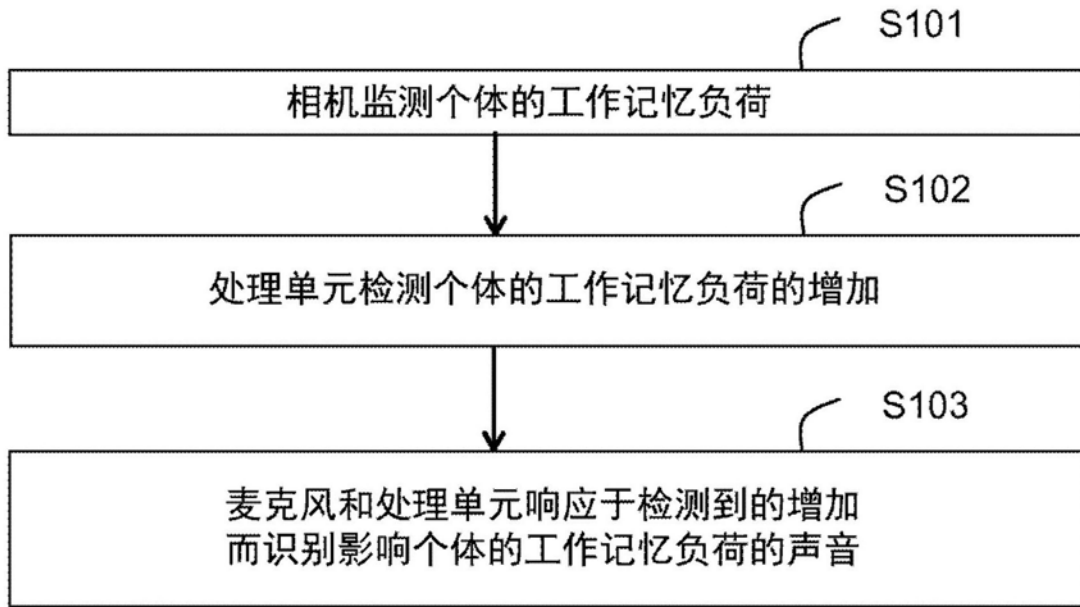 S101
相机监测个体的工作记忆负荷
S102
处理单元检测个体的工作记忆负荷的增加
S103
麦克风和处理单元响应于检测到的增加
而识别影响个体的工作记忆负荷的声音